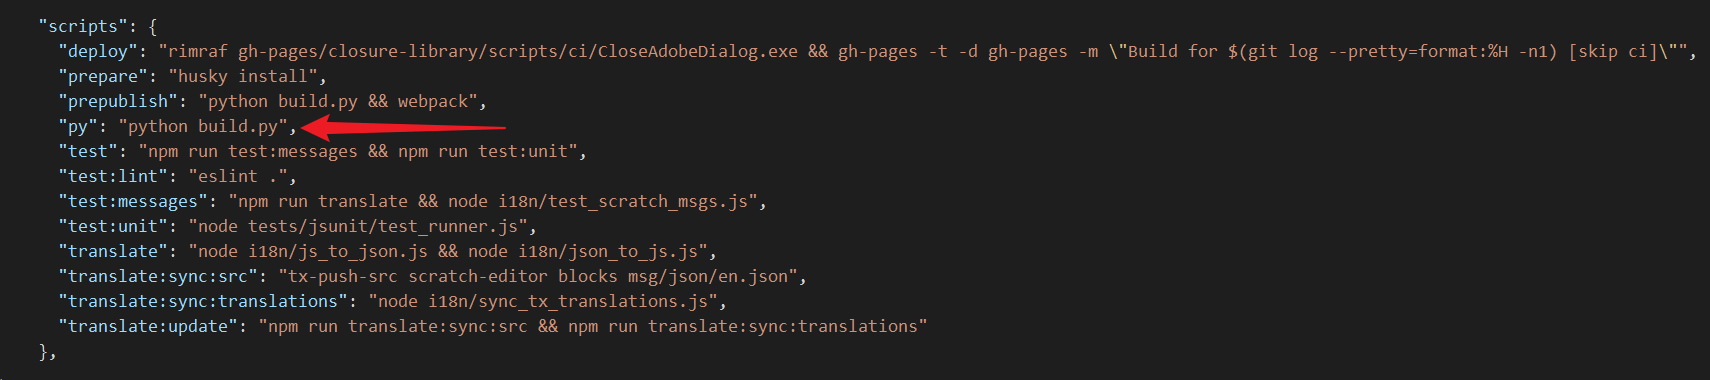 "scripts": {
"deploy": "rimraf gh-pages/closure-library/scripts/ci/CloseAdobeDialog.exe && gh-pages -t -d gh-pages -m \"Build for $(git log --pretty=format:%H -n1) [skip ci]\"",
"prepare": "husky install",
"prepublish": "python build.py && webpack",
"py": "python build.py",
"test": "npm run test:messages && npm run test:unit",
"test:lint": "eslint .",
"test:messages": "npm run translate && node i18n/test_scratch_msgs.js",
"test:unit": "node tests/jsunit/test_runner.js",
"translate": "node i18n/js_to_json.js && node i18n/json_to_js.js",
"translate:sync:src": "tx-push-src scratch-editor blocks msg/json/en.json",
"translate:sync:translations": "node i18n/sync_tx_translations.js",
"translate:update": "npm run translate:sync:src && npm run translate:sync:translations"
},